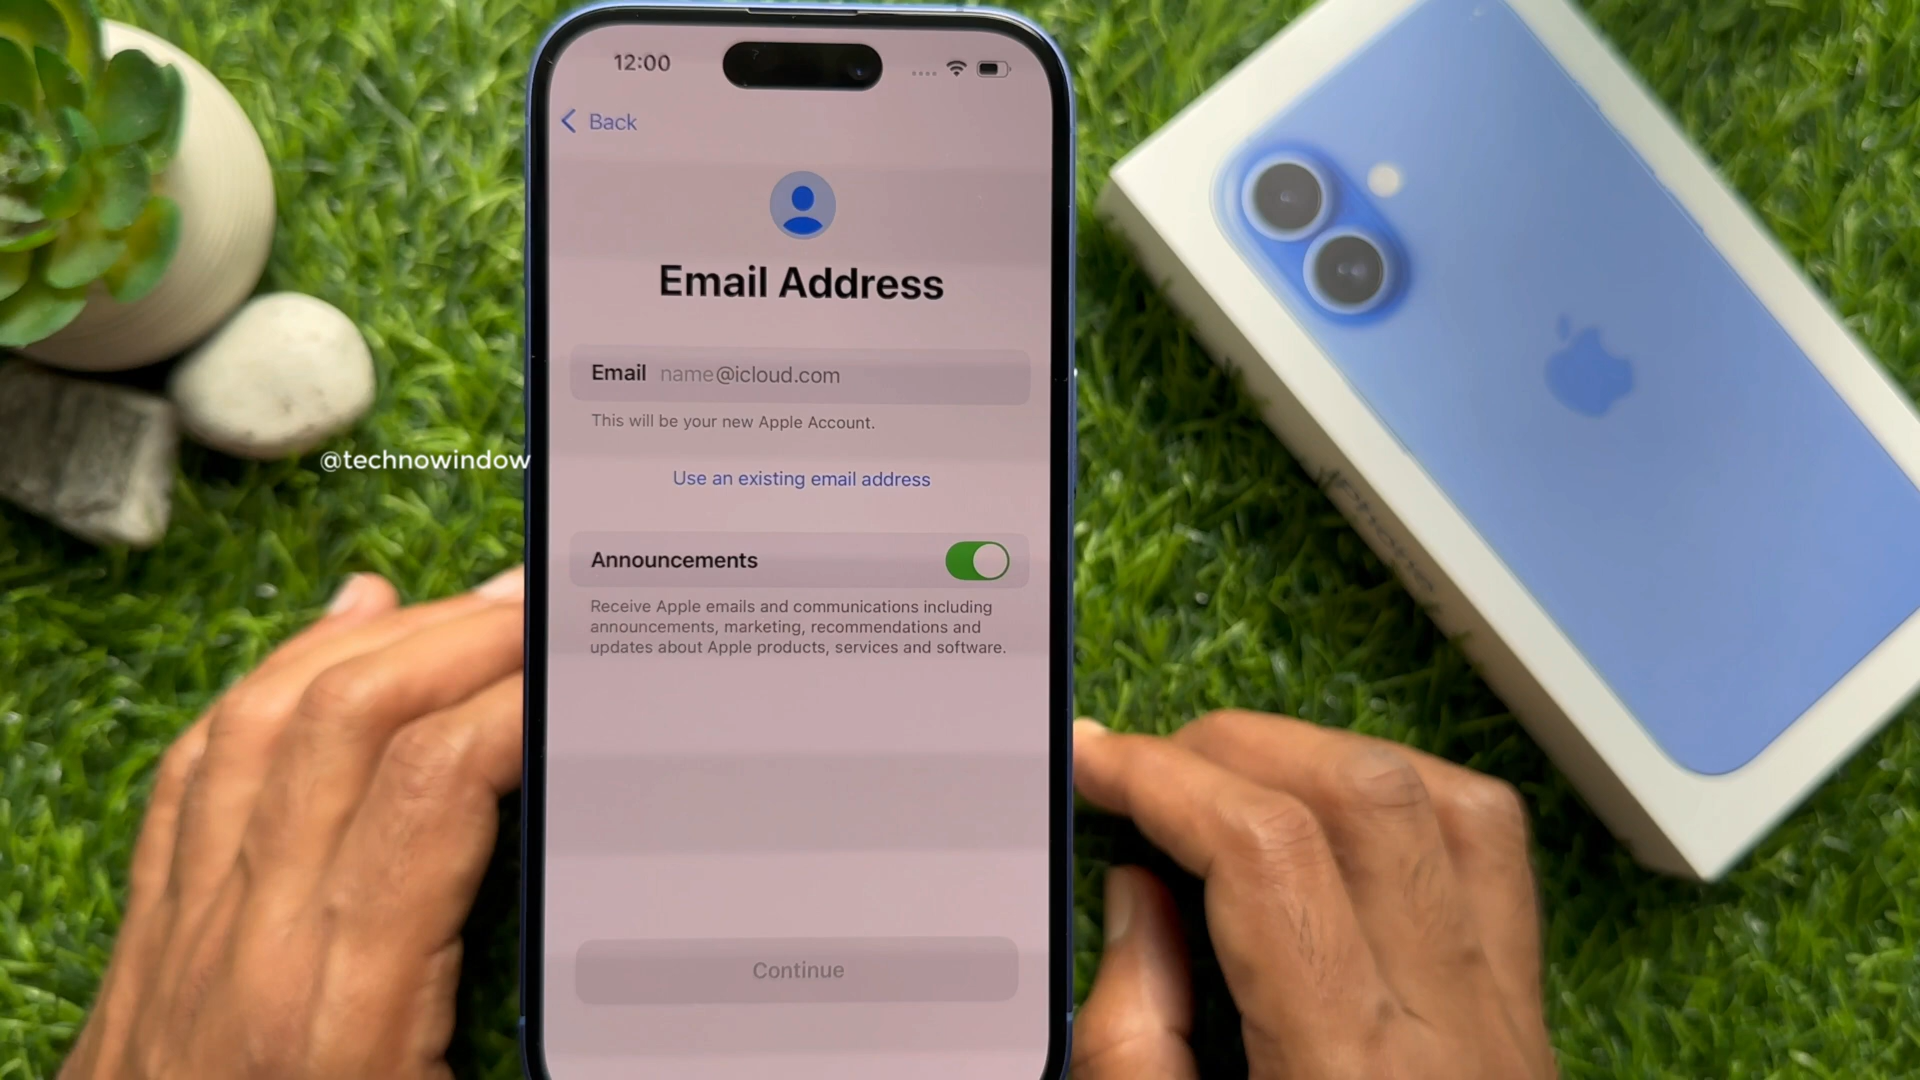 12:00
Back
Email Address
Email name@icloud.com
This will be your new Apple Account.
@technowindow
Use an existing email address
Announcements
Receive Apple emails and communications including
announcements, marketing, recommendations and
updates about Apple products, services and software.
Continue
iPhone